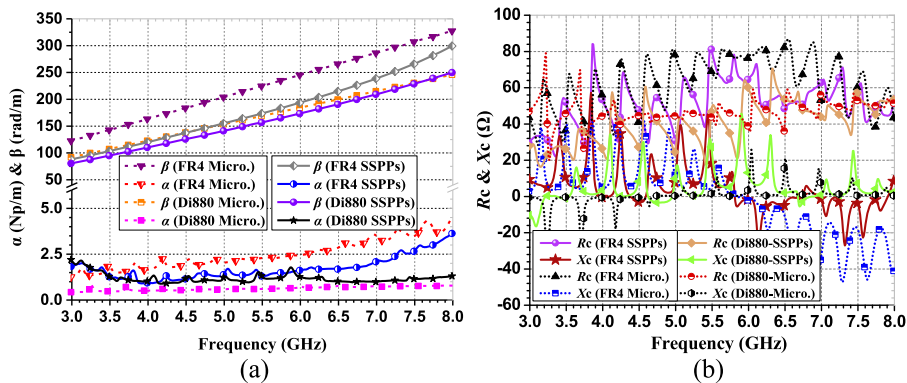 (a)
350
300
250
200
150
100
50
5.0
2.5
0.0
α (Np/m) & β (rad/m)
β (FR4 Micro.)
α (FR4 Micro.)
β (Di880 Micro.)
α (Di880 Micro.)
β (FR4 SSPPs)
α (FR4 SSPPs)
β (Di880 SSPPs)
α (Di880 SSPPs)
3.0 3.5 4.0 4.5 5.0 5.5 6.0 6.5 7.0 7.5 8.0
Frequency (GHz)
(a)
100
80
60
40
20
0
-20
-40
-60
Rc & Xc (Ω)
Rc (FR4 SSPPs)
Xc (FR4 SSPPs)
Rc (FR4 Micro.)
Xc (FR4 Micro.)
Rc (Di880-SSPPs)
Xc (Di880-SSPPs)
Rc (Di880-Micro.)
Xc (Di880-Micro.)
3.0 3.5 4.0 4.5 5.0 5.5 6.0 6.5 7.0 7.5 8.0
Frequency (GHz)
(b)